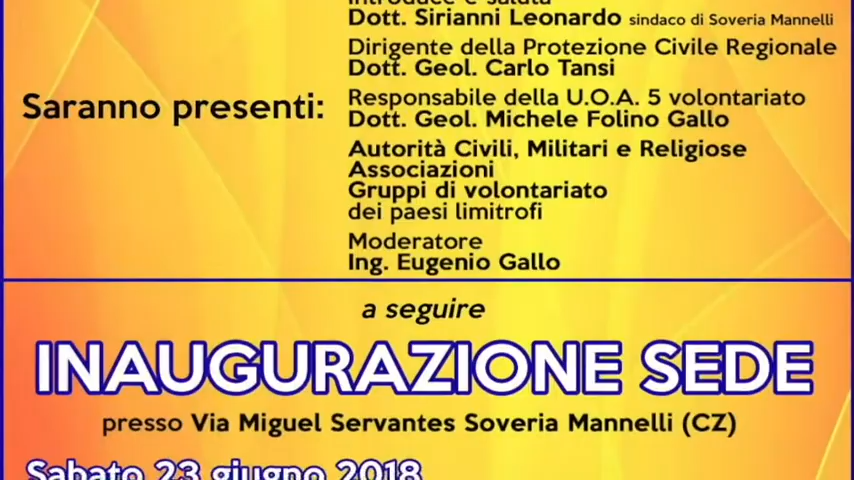 Introduce e saluta
Dott. Sirianni Leonardo sindaco di Soveria Mannelli
Dirigente della Protezione Civile Regionale
Dott. Geol. Carlo Tansi
Saranno presenti:
Responsabile della U.O.A. 5 volontariato
Dott. Geol. Michele Folino Gallo
Autorità Civili, Militari e Religiose
Associazioni
Gruppi di volontariato
dei paesi limitrofi
Moderatore
Ing. Eugenio Gallo
a seguire
INAUGURAZIONE SEDE
presso Via Miguel Servantes Soveria Mannelli (CZ)
Sabato 23 giugno 2018